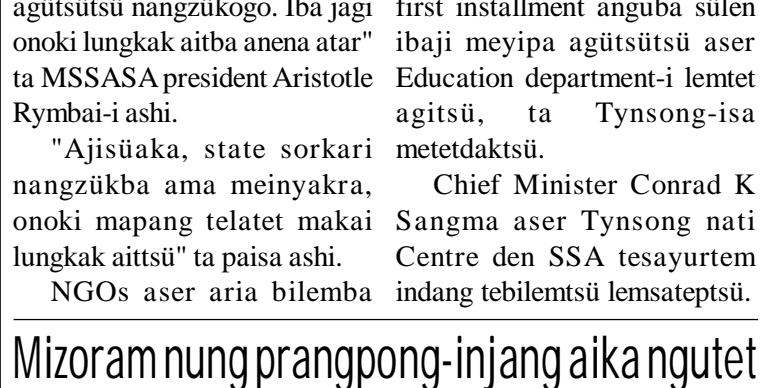 agütsütsü nangzükogo. Iba jagi
onoki lungkak aitba anena atar"
ta MSSASA president Aristotle
Rymbai-i ashi.
"Ajisüaka, state sorkari
nangzükba ama meinyakra,
onoki mapang telatet makai
lungkak aittsü" ta paisa ashi.
NGOs aser aria bilemba
first installment anguba sülen
ibaji meyipa agütsütsü aser
Education department-i lemtet
agitsü, ta Tynsong-isa
metetdaktsü.
Chief Minister Conrad K
Sangma aser Tynsong nati
Centre den SSA tesayurtem
indang tebilemtsü lemsateptsü.
Mizoram nung prangpong-injang aika ngutet